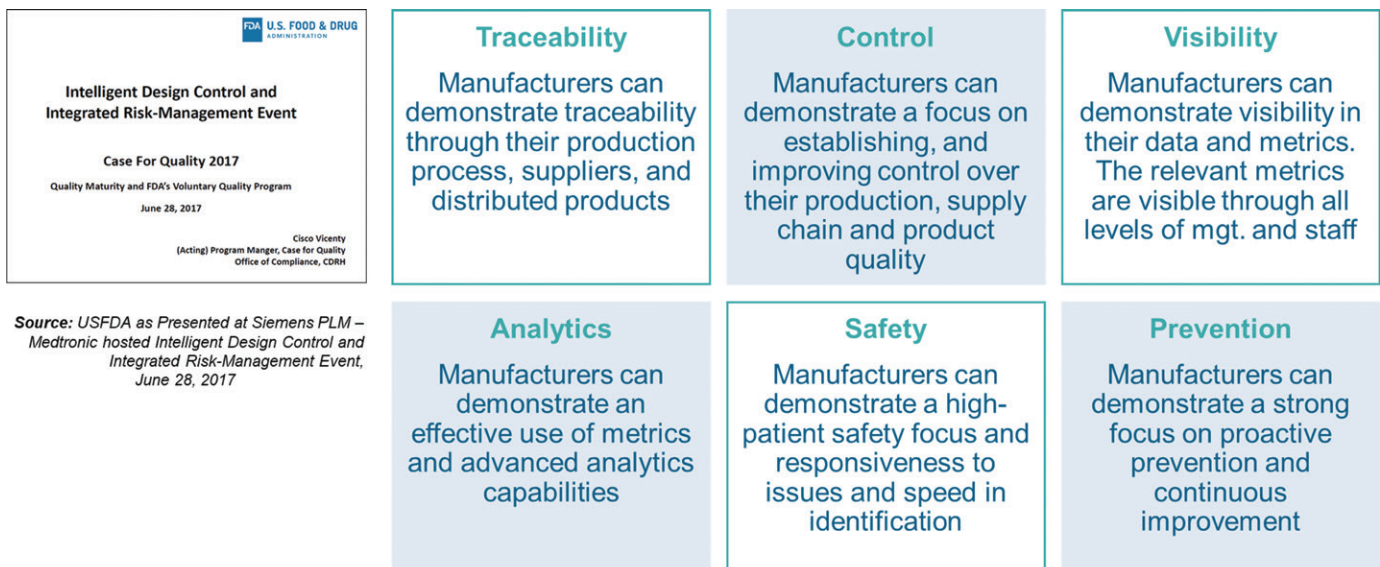 FDA U.S. FOOD & DRUG
ADMINISTRATION
Intelligent Design Control and
Integrated Risk-Management Event
Case For Quality 2017
Quality Maturity and FDA's Voluntary Quality Program
June 28, 2017
Cisco Vicenty
(Acting) Program Manger, Case for Quality
Office of Compliance, CDRH
Source: USFDA as Presented at Siemens PLM –
Medtronic hosted Intelligent Design Control and
Integrated Risk-Management Event,
June 28, 2017
Traceability
Manufacturers can
demonstrate traceability
through their production
process, suppliers, and
distributed products
Control
Manufacturers can
demonstrate a focus on
establishing, and
improving control over
their production, supply
chain and product
quality
Visibility
Manufacturers can
demonstrate visibility in
their data and metrics.
The relevant metrics
are visible through all
levels of mgt. and staff
Analytics
Manufacturers can
demonstrate an
effective use of metrics
and advanced analytics
capabilities
Safety
Manufacturers can
demonstrate a high-
patient safety focus and
responsiveness to
issues and speed in
identification
Prevention
Manufacturers can
demonstrate a strong
focus on proactive
prevention and
continuous
improvement